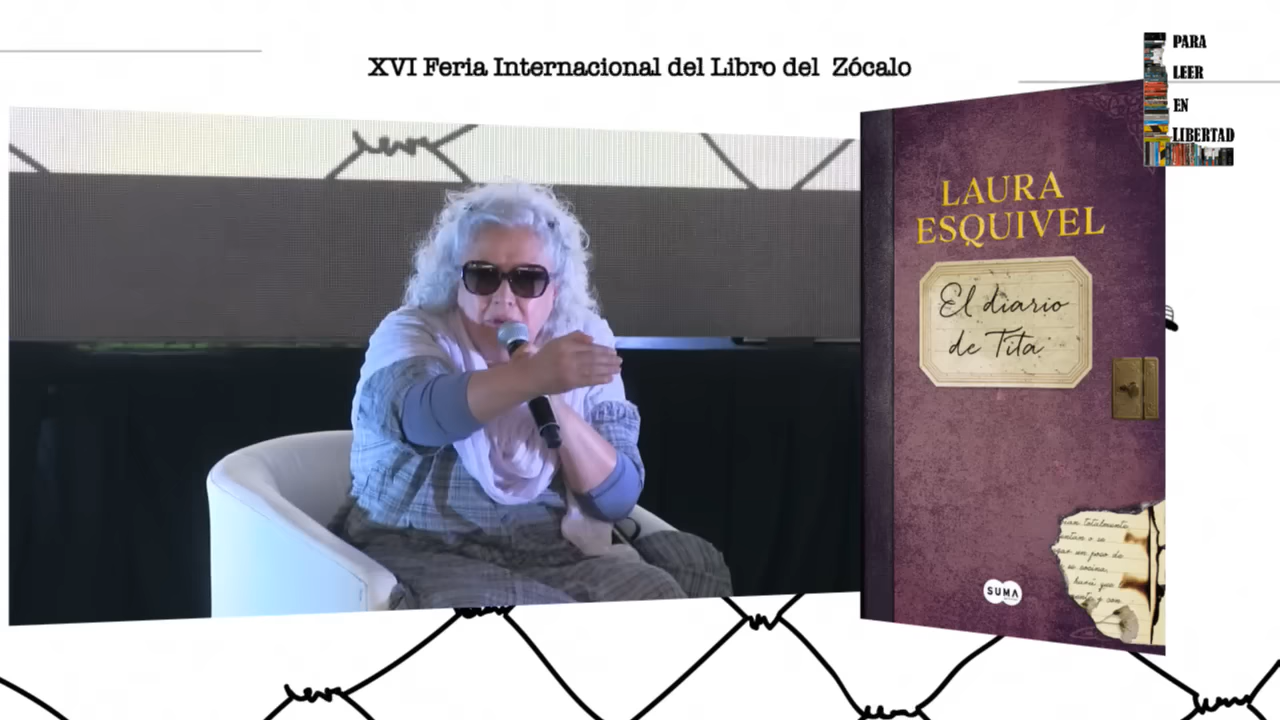 XVI Feria Internacional del Libro del Zócalo
PARA
LEER
EN
LIBERTAD
LAURA
ESQUIVEL
El diario
de Tita
SUMA